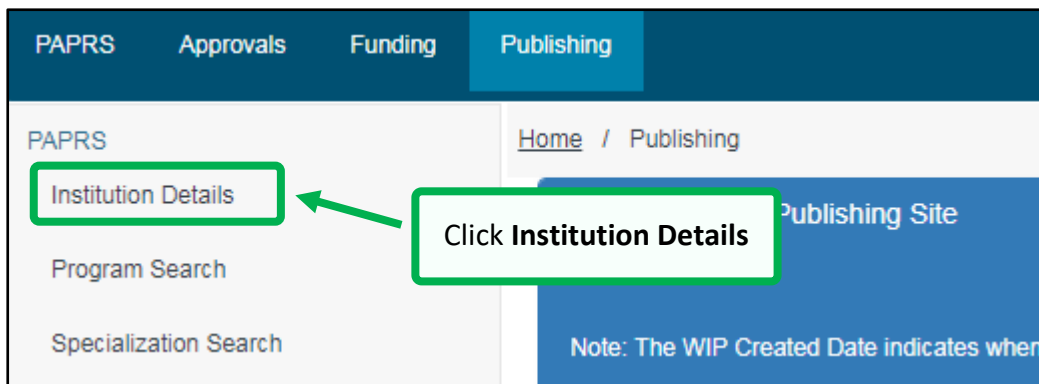 PAPRS Approvals Funding Publishing
PAPRS
Institution Details
Program Search
Specialization Search
Home / Publishing
Click Institution Details
Publishing Site
Note: The WIP Created Date indicates when